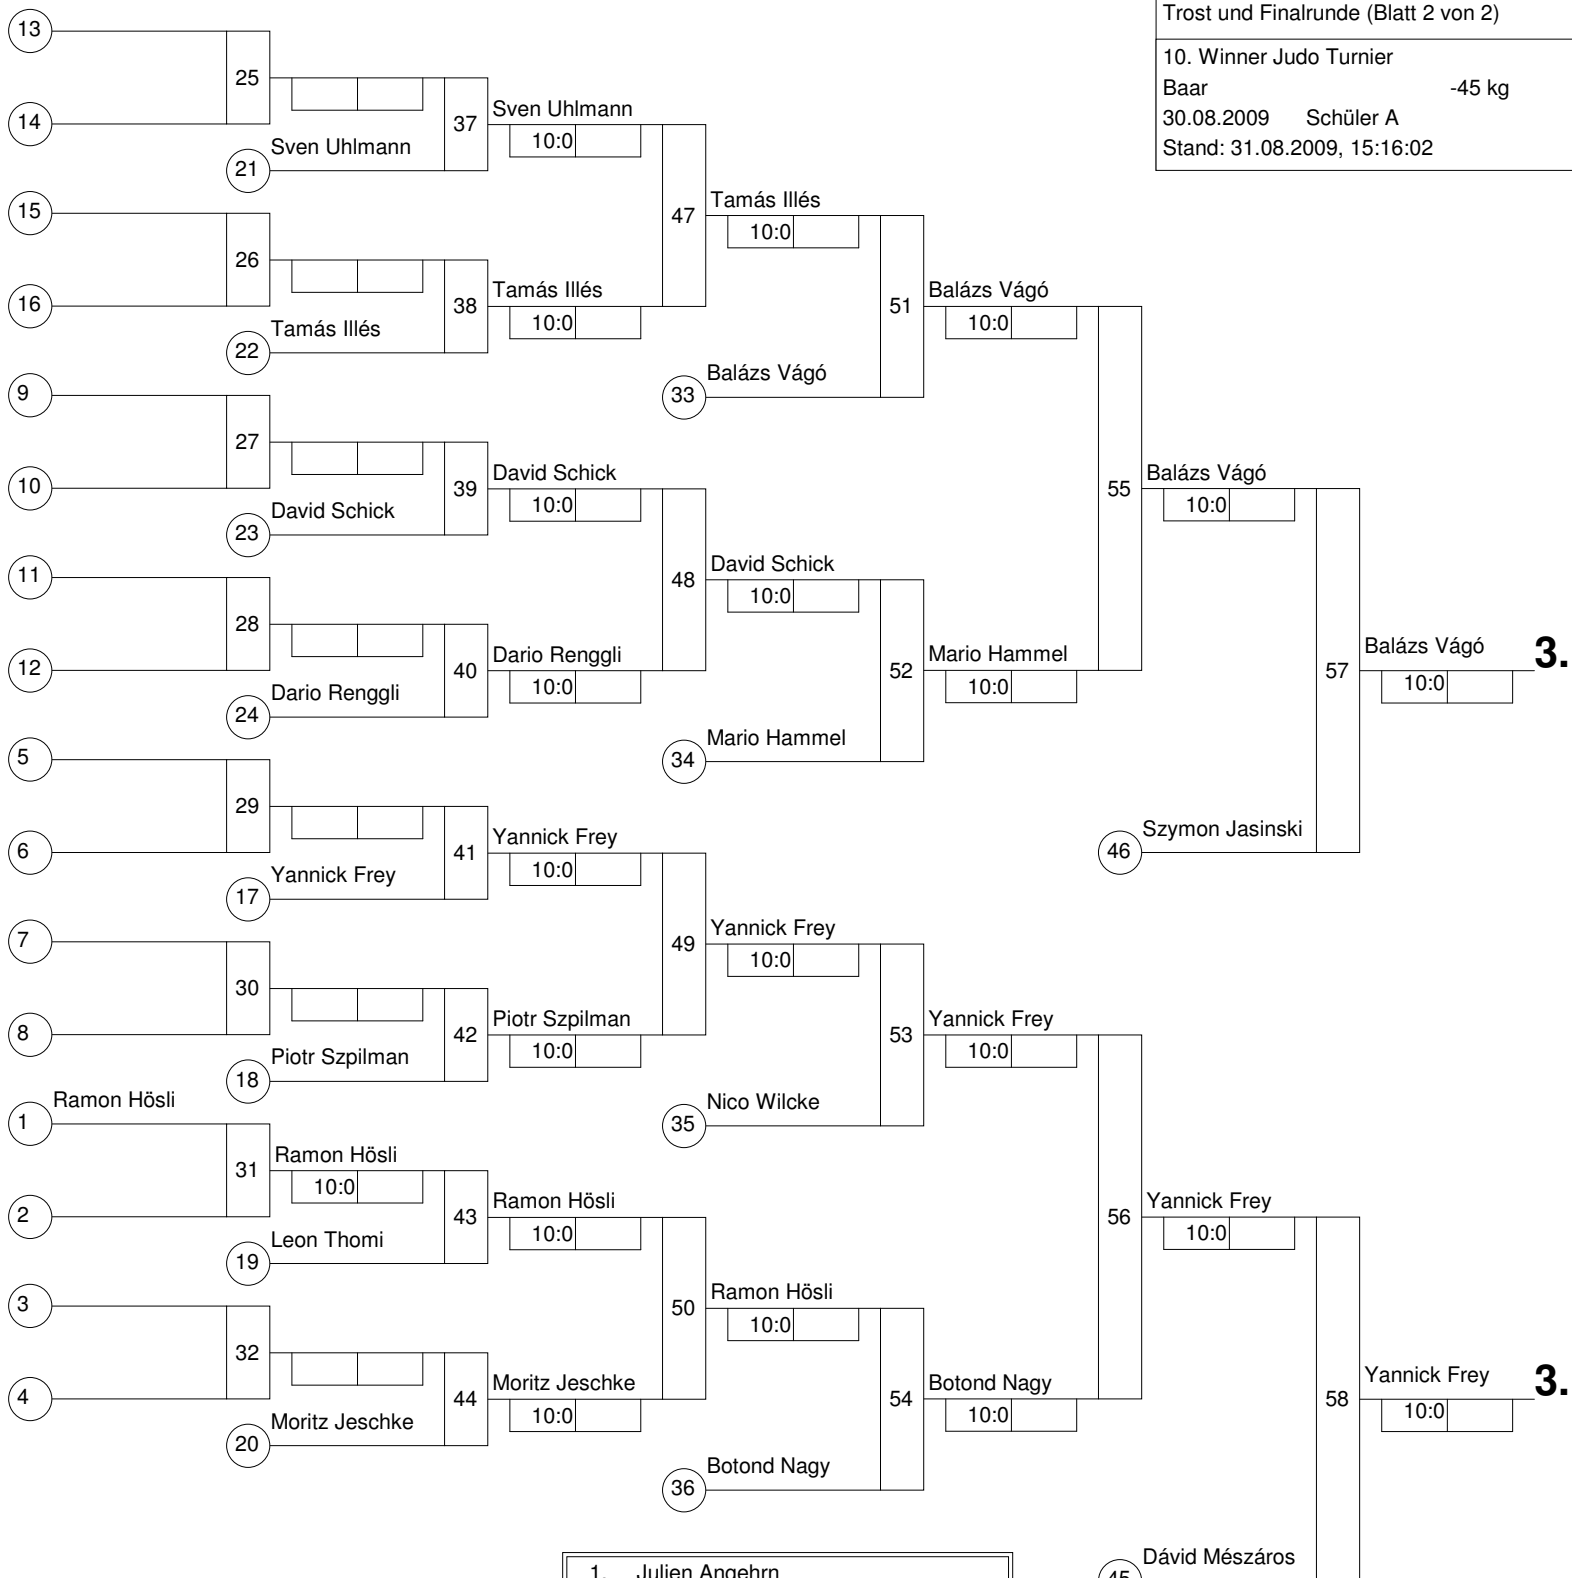 Trost und Finalrunde (Blatt 2 von 2)
10. Winner Judo Turnier
Baar -45 kg
30.08.2009 Schüler A
Stand: 31.08.2009, 15:16:02
13
25
14
37
Sven Uhlmann
10:0
Sven Uhlmann
21
15
47
Tamás Illés
10:0
26
16
38
Tamás Illés
10:0
51
Balázs Vágó
10:0
Tamás Illés
22
9
Balázs Vágó
33
27
10
39
David Schick
10:0
55
Balázs Vágó
10:0
David Schick
23
11
48
David Schick
10:0
28
12
40
Dario Renggli
10:0
52
Mario Hammel
10:0
57
Balázs Vágó
10:0
3.
Dario Renggli
24
5
Mario Hammel
34
29
6
41
Yannick Frey
10:0
Szymon Jasinski
46
Yannick Frey
17
7
49
Yannick Frey
10:0
30
8
42
Piotr Szpilman
10:0
53
Yannick Frey
10:0
Piotr Szpilman
18
Ramon Hösli
1
Nico Wilcke
35
31
Ramon Hösli
10:0
2
43
Ramon Hösli
10:0
56
Yannick Frey
10:0
Leon Thomi
19
3
50
Ramon Hösli
10:0
32
4
44
Moritz Jeschke
10:0
54
Botond Nagy
10:0
58
Yannick Frey
10:0
3.
Moritz Jeschke
20
Botond Nagy
36
Dávid Mészáros
45
1. Julien Angehrn